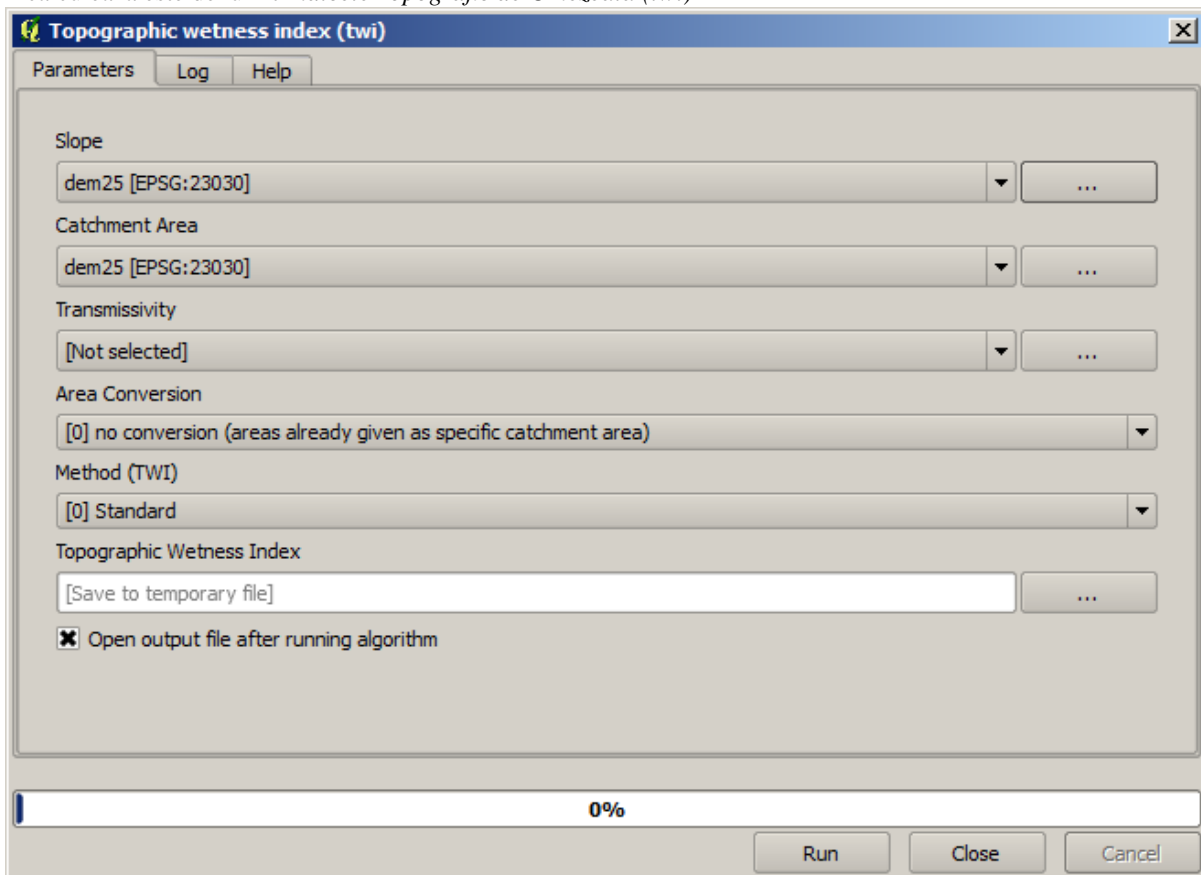 Topographic wetness index (twi)
Parameters Log Help
Slope
dem25 [EPSG:23030] ...
Catchment Area
dem25 [EPSG:23030] ...
Transmissivity
[Not selected] ...
Area Conversion
[0] no conversion (areas already given as specific catchment area)
Method (TWI)
[0] Standard
Topographic Wetness Index
[Save to temporary file] ...
Open output file after running algorithm
0%
Run Close Cancel